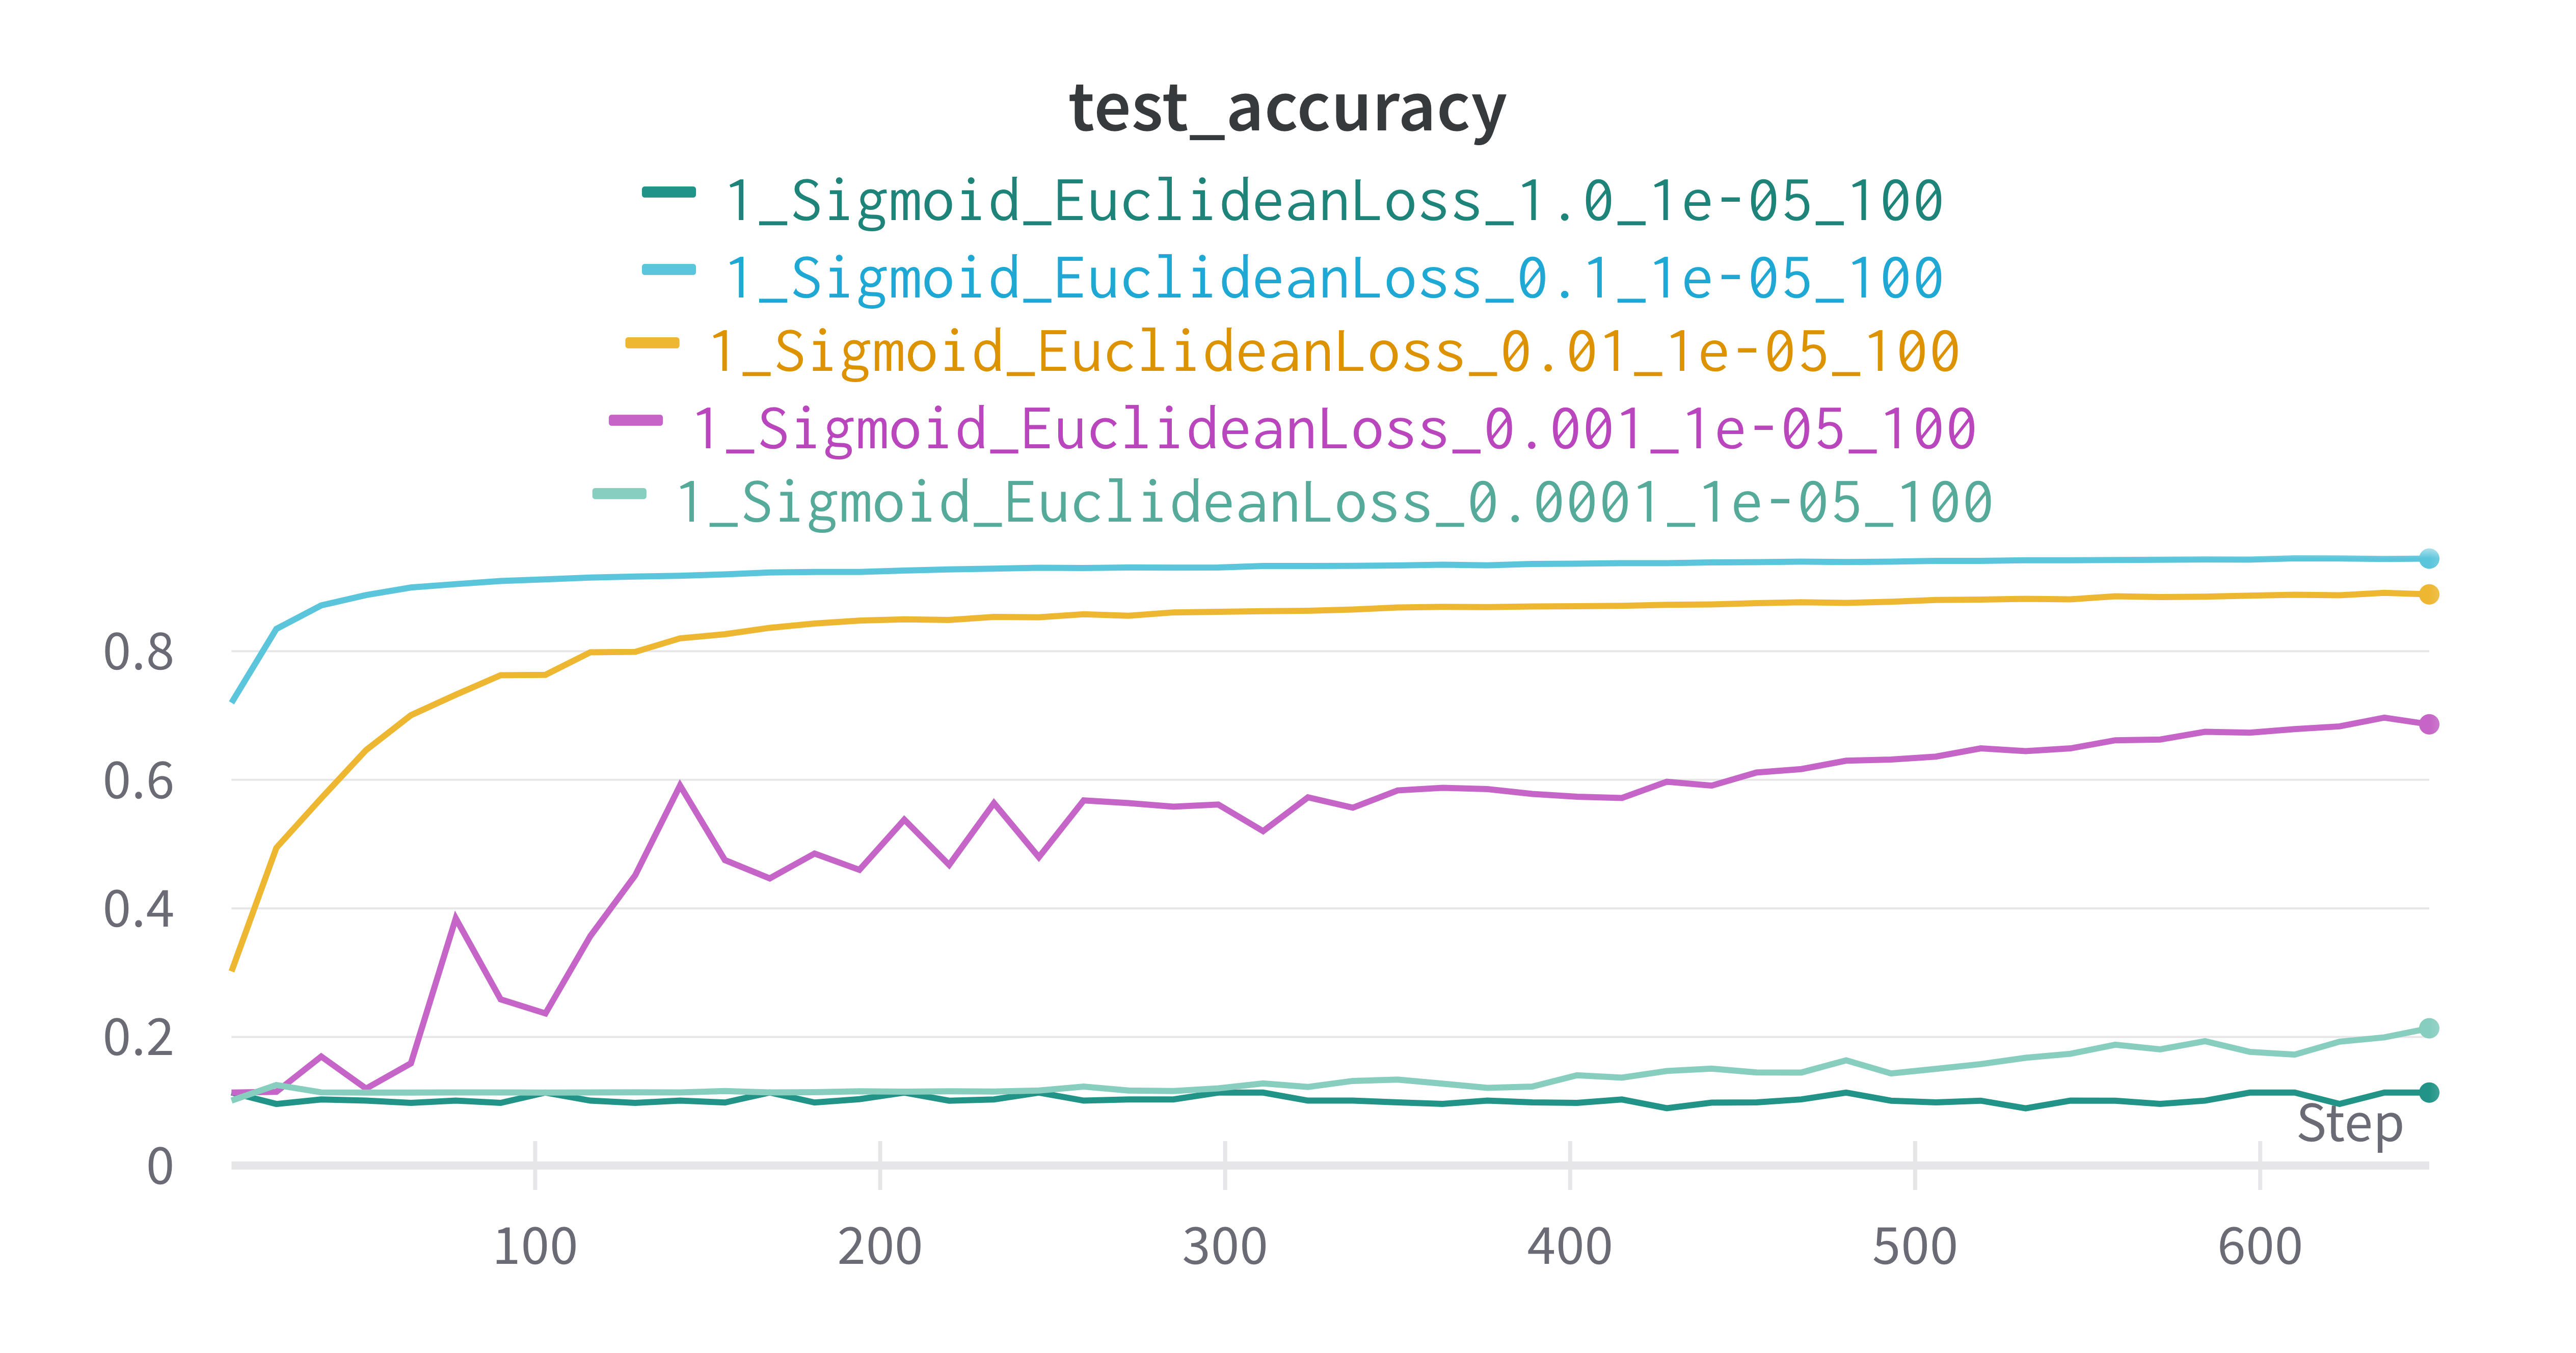 test_accuracy
1_Sigmoid_EuclideanLoss_1.0_1e-05_100
1_Sigmoid_EuclideanLoss_0.1_1e-05_100
1_Sigmoid_EuclideanLoss_0.01_1e-05_100
1_Sigmoid_EuclideanLoss_0.001_1e-05_100
1_Sigmoid_EuclideanLoss_0.0001_1e-05_100
0.8
0.6
0.4
0.2
Step
0
100 200 300 400 500 600